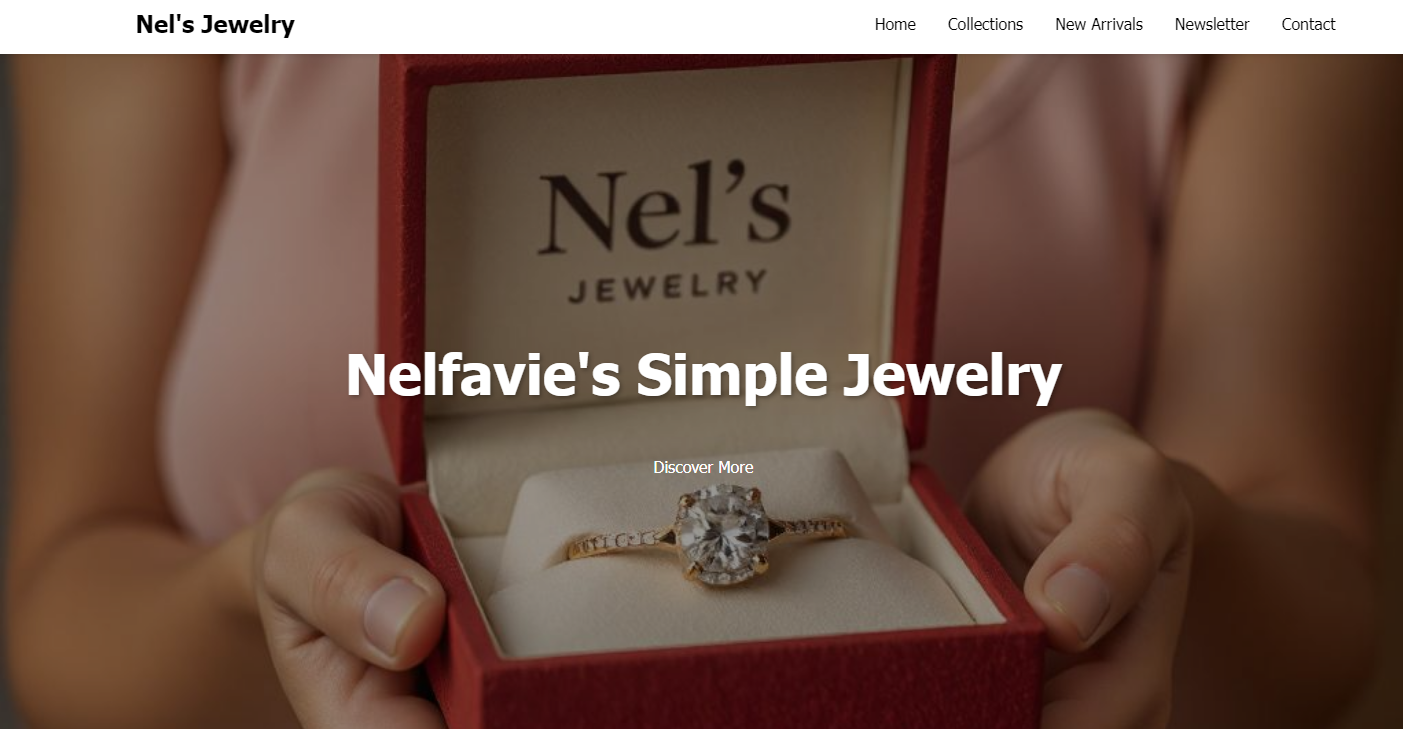 Nel's Jewelry
Home Collections New Arrivals Newsletter Contact
Nel’s
JEWELRY
Nelfavie's Simple Jewelry
Discover More